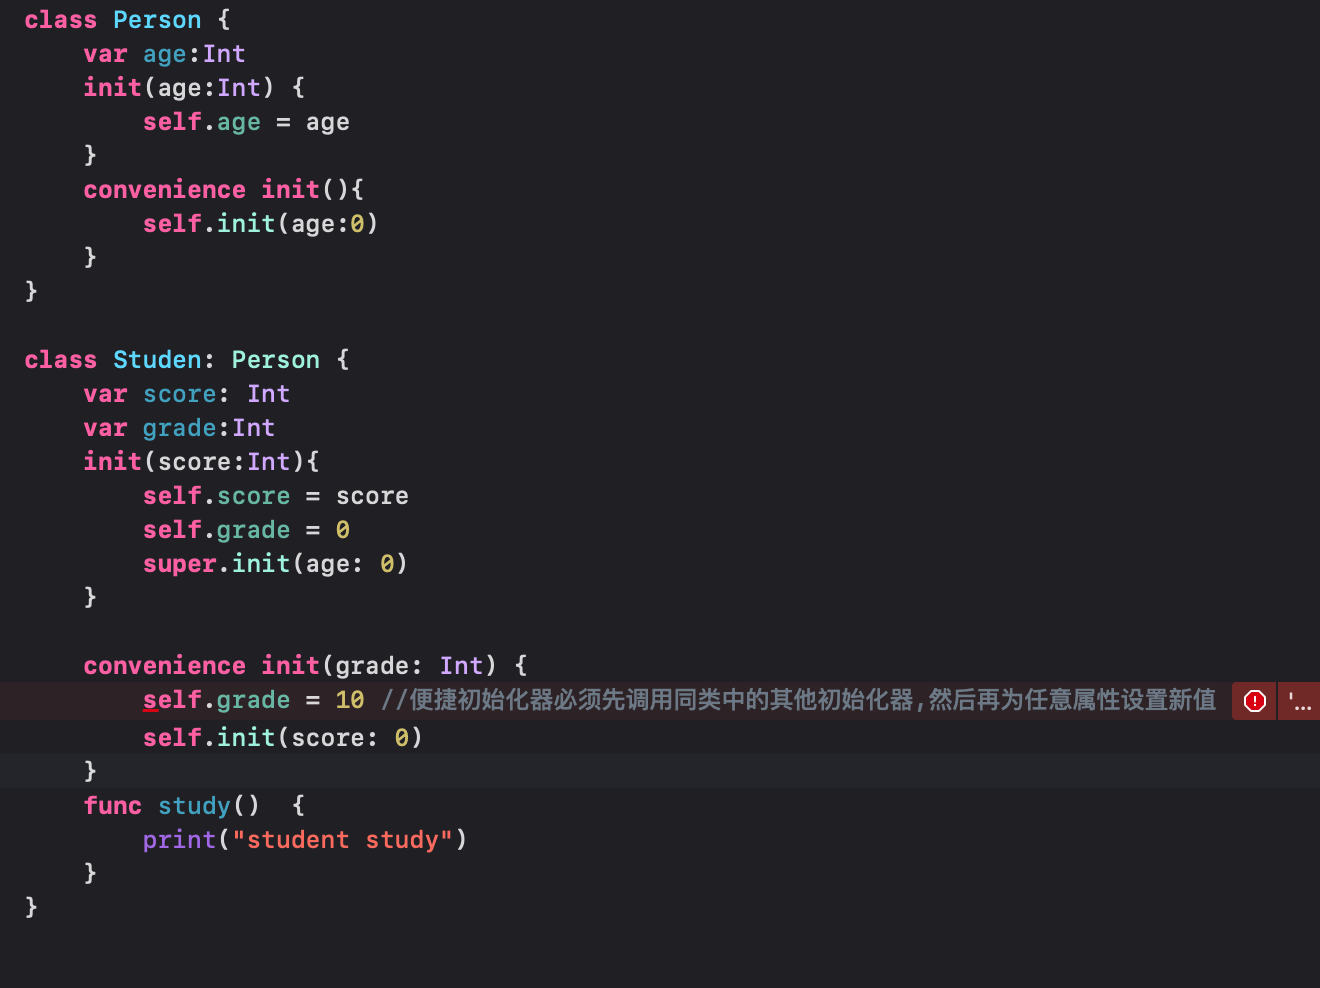 class Person {
var age:Int
init(age:Int) {
self.age = age
}
convenience init(){
self.init(age:0)
}
}
class Studen: Person {
var score: Int
var grade:Int
init(score:Int){
self.score = score
self.grade = 0
super.init(age: 0)
}
convenience init(grade: Int) {
self.grade = 10 //便捷初始化器必须先调用同类中的其他初始化器,然后再为任意属性设置新值 '...
self.init(score: 0)
}
func study()  {
print("student study")
}
}